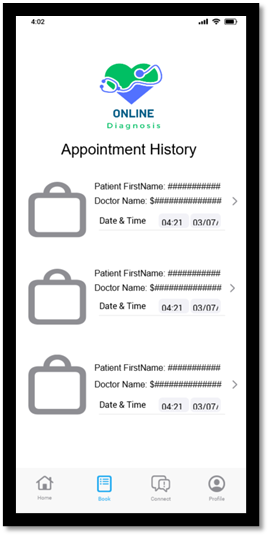 4:02
ONLINE
Diagnosis
Appointment History
Patient FirstName: ###########
Doctor Name: $##############
Date & Time 04:21 03/07/
Patient FirstName: ###########
Doctor Name: $##############
Date & Time 04:21 03/07/
Patient FirstName: ###########
Doctor Name: $##############
Date & Time 04:21 03/07/
Home Book Connect Profile